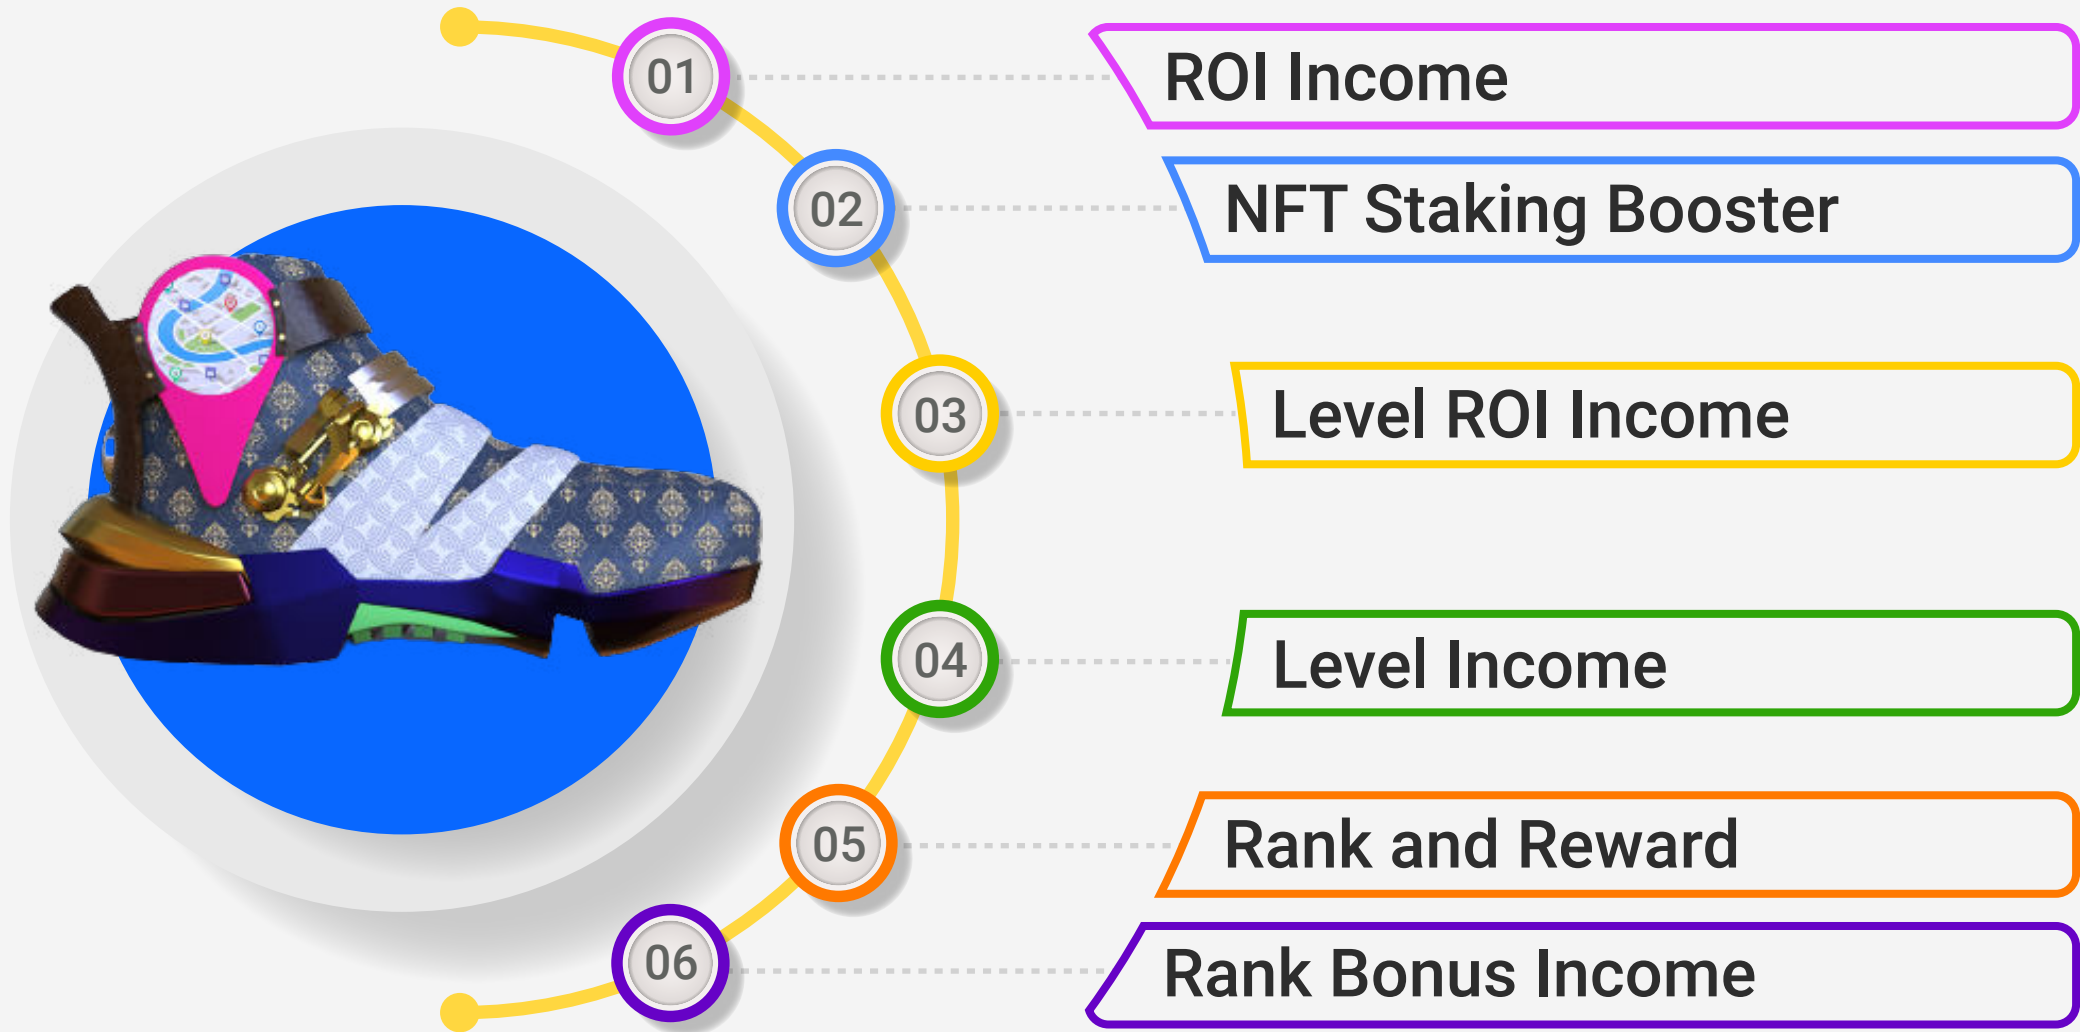 01
ROI Income
02
NFT Staking Booster
03
Level ROI Income
04
Level Income
05
Rank and Reward
06
Rank Bonus Income